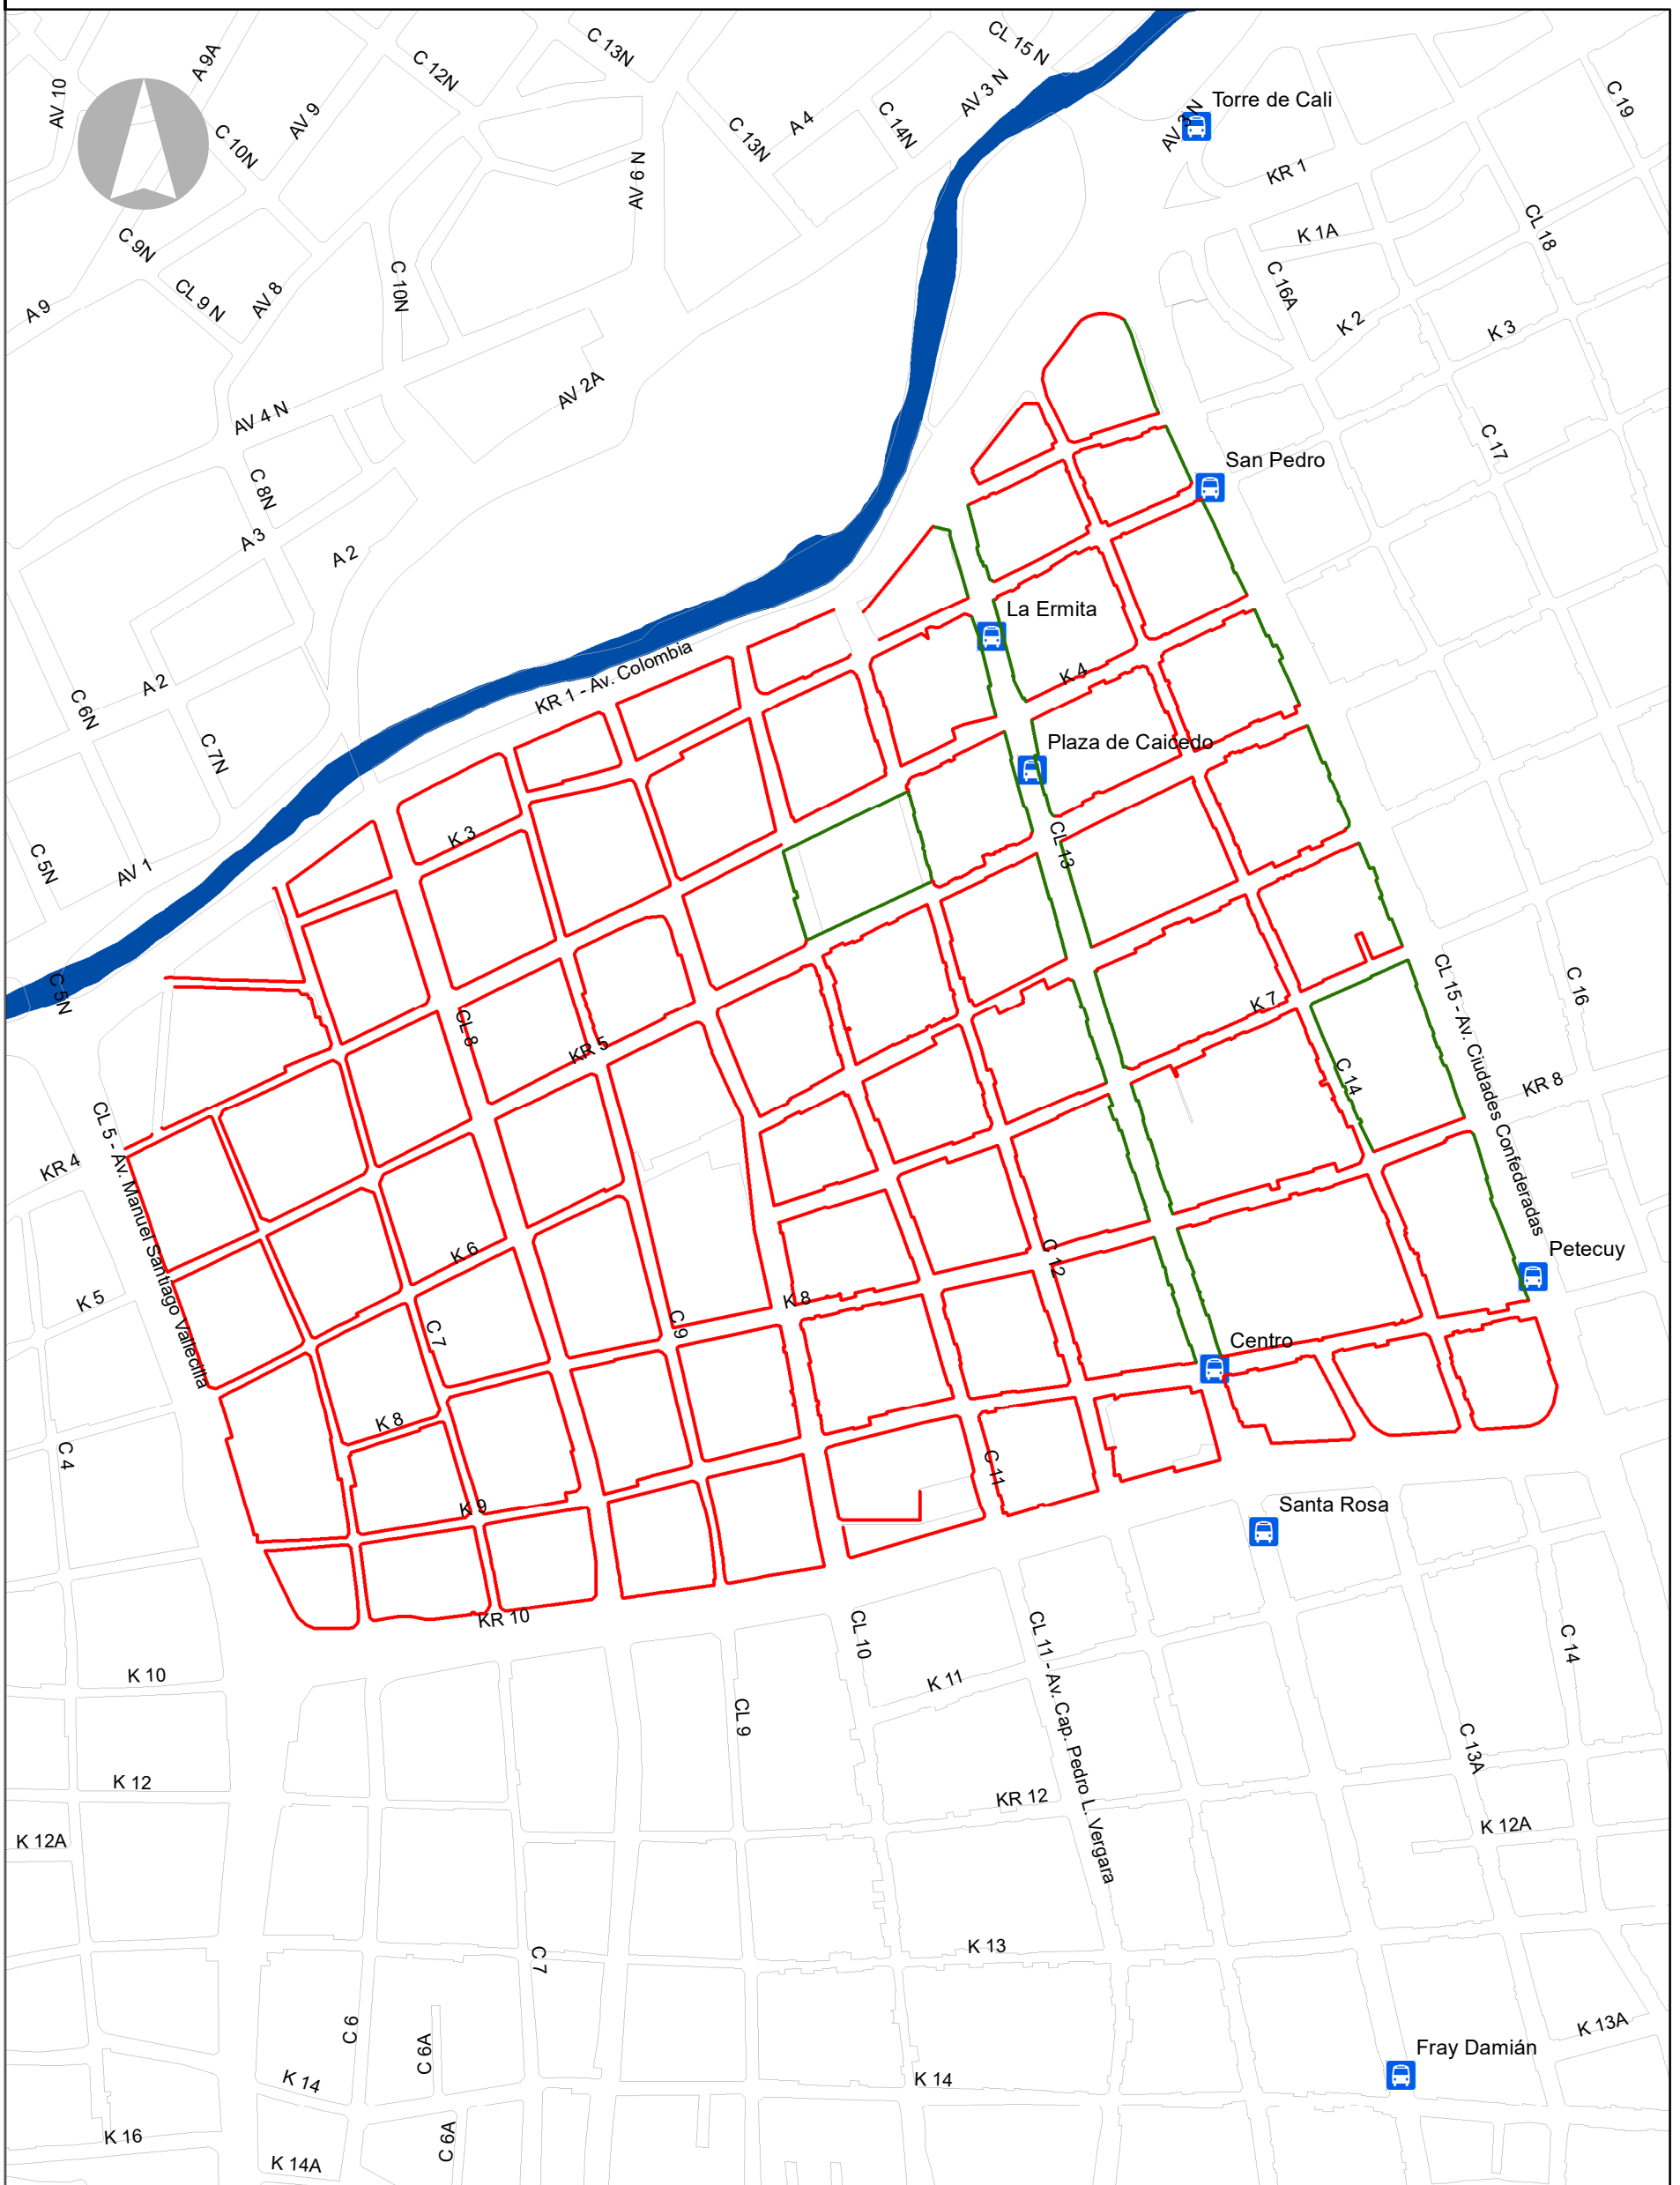 CL 15 N
C 13N
A 9A
C 12N
AV 10
AV 9
C 10N
C 13N
A 4
C 14N
AV 3 N
AV 3 N
Torre de Cali
C 19
KR 1
AV 6 N
C 9N
CL 9 N
AV 8
A 9
C 10N
K 1A
CL 18
C 16A
K 2
K 3
AV 2A
AV 4 N
C 8N
A 3
A 2
C 17
San Pedro
La Ermita
KR 1 - Av. Colombia
K 4
A 2
C 6N
C 7N
Plaza de Caicedo
C 5N
AV 1
K 3
CL 13
C 5N
CL 8
KR 5
K 7
C 16
CL 15 - Av. Ciudades Confederadas
C 14
KR 8
CL 5 - Av. Manuel Santiago Vallecilla
KR 4
K 6
C 12
Petecuy
K 5
K 8
C 7
C 9
Centro
K 8
C 4
C 11
K 9
Santa Rosa
KR 10
CL 10
CL 11 - Av. Cap. Pedro L. Vergara
C 14
K 10
K 11
CL 9
C 13A
K 12
KR 12
K 12A
K 12A
K 13
C 7
C 6
C 6A
K 13A
Fray Damián
K 14
K 14
K 16
C 6A
K 14A